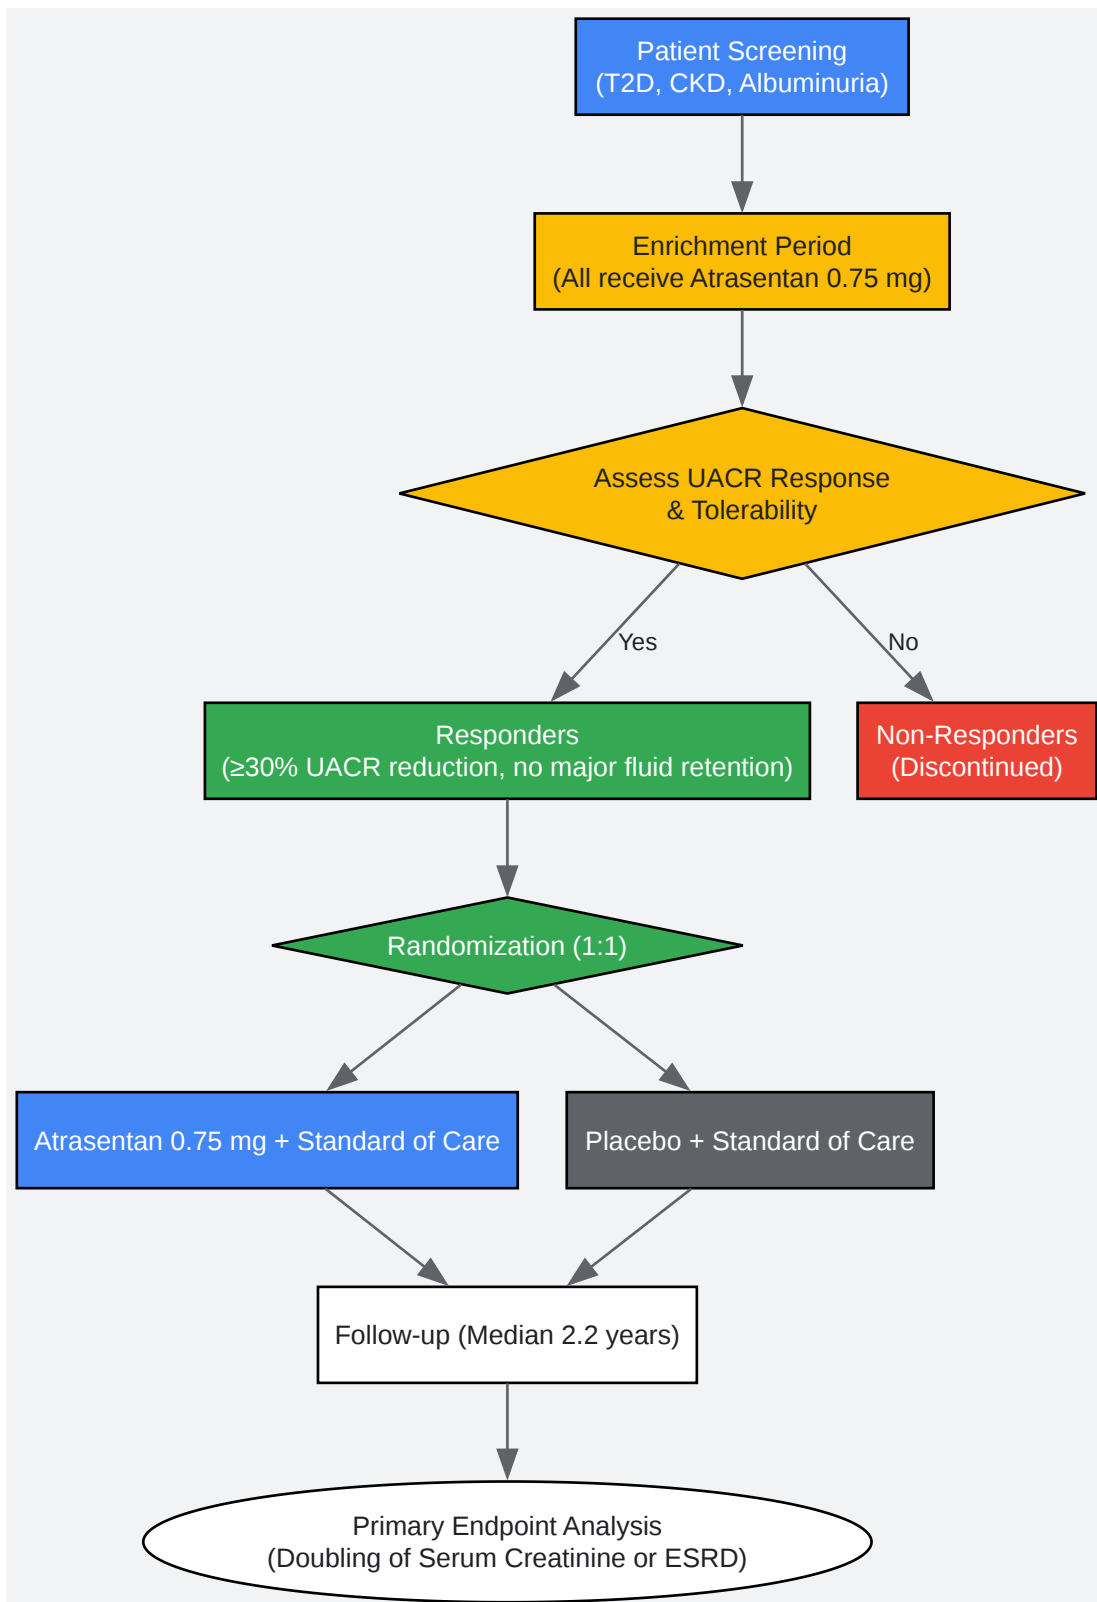 Patient Screening
(T2D, CKD, Albuminuria)
Enrichment Period
(All receive Atrasentan 0.75 mg)
Assess UACR Response
& Tolerability
Yes
No
Responders
(≥30% UACR reduction, no major fluid retention)
Non-Responders
(Discontinued)
Randomization (1:1)
Atrasentan 0.75 mg + Standard of Care
Placebo + Standard of Care
Follow-up (Median 2.2 years)
Primary Endpoint Analysis
(Doubling of Serum Creatinine or ESRD)